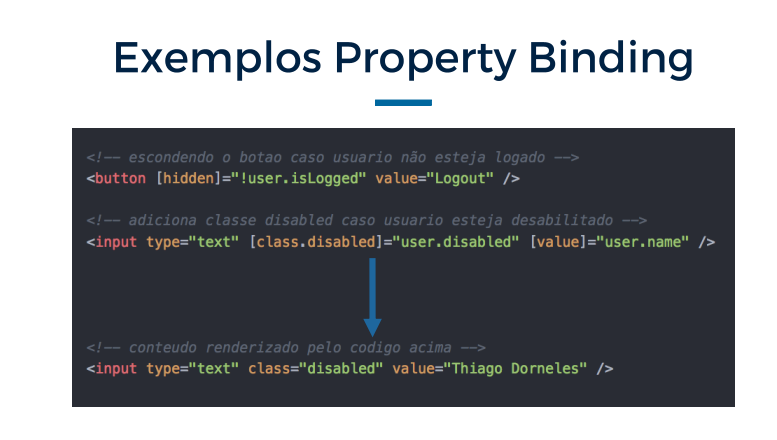 Exemplos Property Binding
<!-- escondendo o botao caso usuario não esteja logado -->
<button [hidden]="!user.isLogged" value="Logout" />
<!-- adiciona classe disabled caso usuario esteja desabilitado -->
<input type="text" [class.disabled]="user.disabled" [value]="user.name" />
<!-- conteudo renderizado pelo codigo acima -->
<input type="text" class="disabled" value="Thiago Dorneles" />